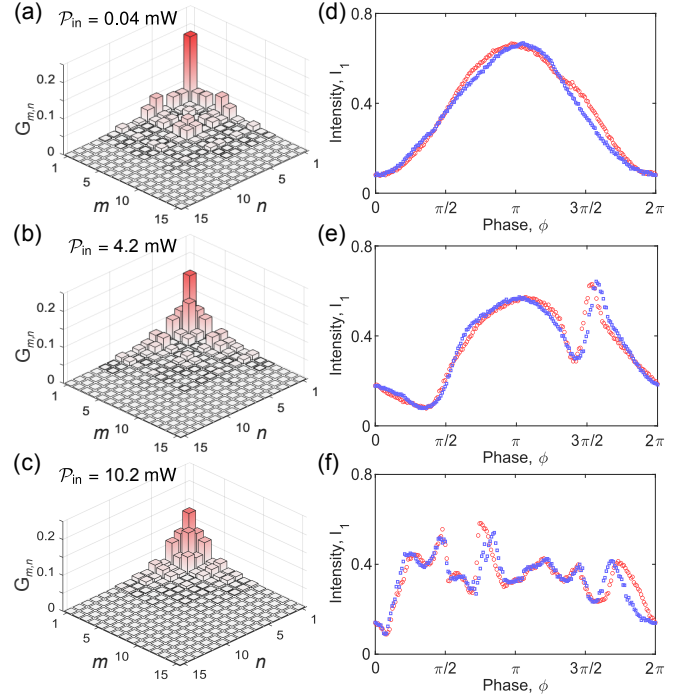 (a)
𝒫in = 0.04 mW
0.2
0.1
0
Gm,n
1
5
10
15
m
15
10
5
1
n
(d)
0.8
0.4
0
Intensity, I1
0
π/2
π
3π/2
2π
Phase, ϕ
(b)
𝒫in = 4.2 mW
0.2
0.1
0
Gm,n
1
5
10
15
m
15
10
5
1
n
(e)
0.8
0.4
0
Intensity, I1
0
π/2
π
3π/2
2π
Phase, ϕ
(c)
𝒫in = 10.2 mW
0.2
0.1
0
Gm,n
1
5
10
15
m
15
10
5
1
n
(f)
0.8
0.4
0
Intensity, I1
0
π/2
π
3π/2
2π
Phase, ϕ